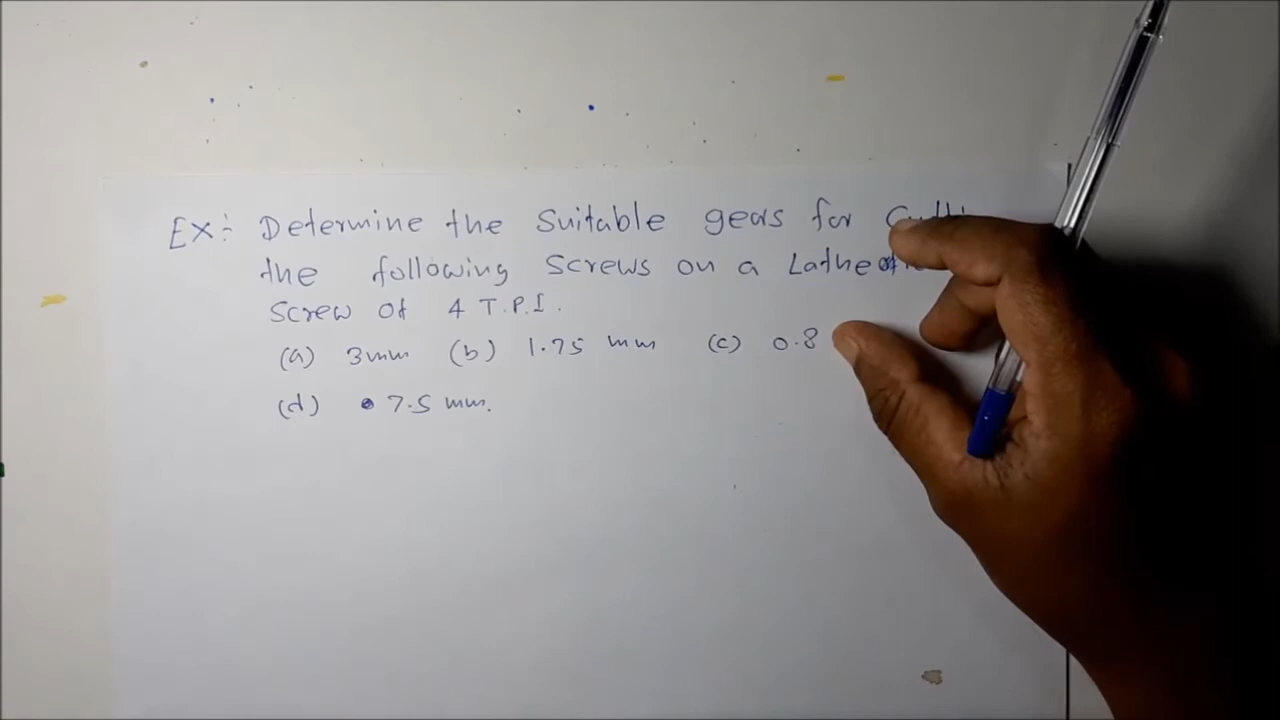 Ex:- Determine the suitable gears for
the following screws on a Lathe
screw of 4 T.P.I.
(a) 3mm (b) 1.75 mm (c) 0.8
(d) 7.5 mm.